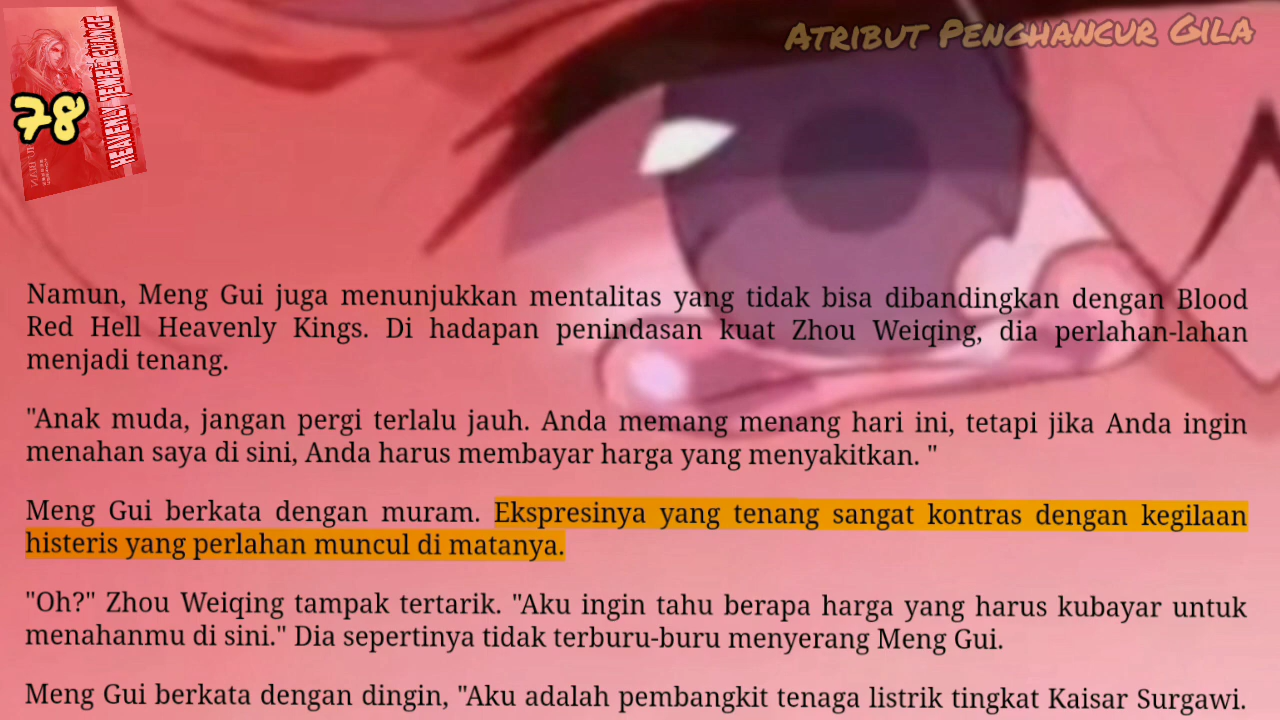 Atribut Penghancur Gila
HEAVENLY JEWEL CHANGE
78
Namun, Meng Gui juga menunjukkan mentalitas yang tidak bisa dibandingkan dengan Blood
Red Hell Heavenly Kings. Di hadapan penindasan kuat Zhou Weiqing, dia perlahan-lahan
menjadi tenang.
"Anak muda, jangan pergi terlalu jauh. Anda memang menang hari ini, tetapi jika Anda ingin
menahan saya di sini, Anda harus membayar harga yang menyakitkan. "
Meng Gui berkata dengan muram. Ekspresinya yang tenang sangat kontras dengan kegilaan
histeris yang perlahan muncul di matanya.
"Oh?" Zhou Weiqing tampak tertarik. "Aku ingin tahu berapa harga yang harus kubayar untuk
menahanmu di sini." Dia sepertinya tidak terburu-buru menyerang Meng Gui.
Meng Gui berkata dengan dingin, "Aku adalah pembangkit tenaga listrik tingkat Kaisar Surgawi.